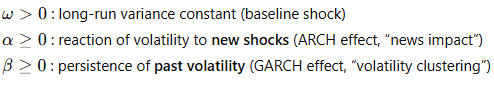 ω > 0 : long-run variance constant (baseline shock)
α ≥ 0 : reaction of volatility to new shocks (ARCH effect, “news impact”)
β ≥ 0 : persistence of past volatility (GARCH effect, “volatility clustering”)